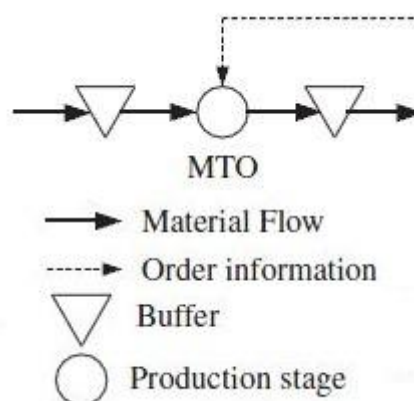 MTO
Material Flow
Order information
Buffer
Production stage